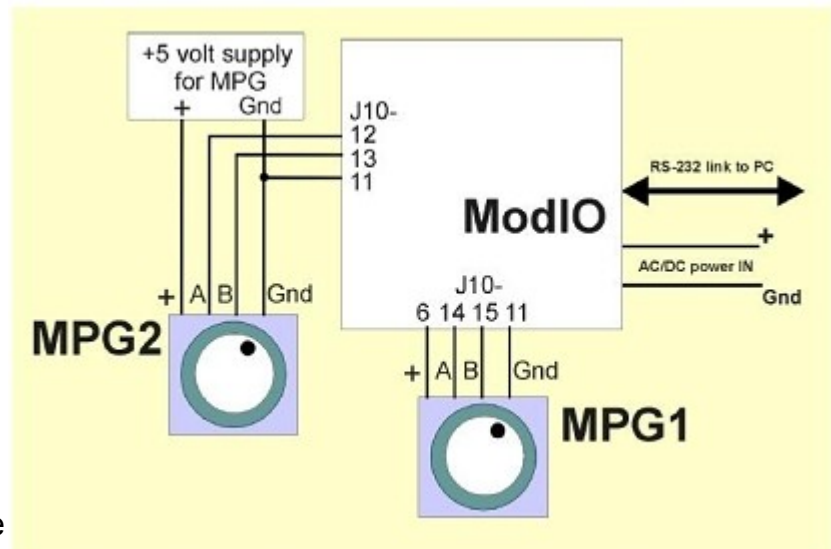 +5 volt supply
for MPG
+ Gnd
J10-
12
13
11
ModIO
RS-232 link to PC
+
AC/DC power IN
Gnd
J10-
6 14 15 11
+ A B Gnd
MPG2
+ A B Gnd
MPG1
e